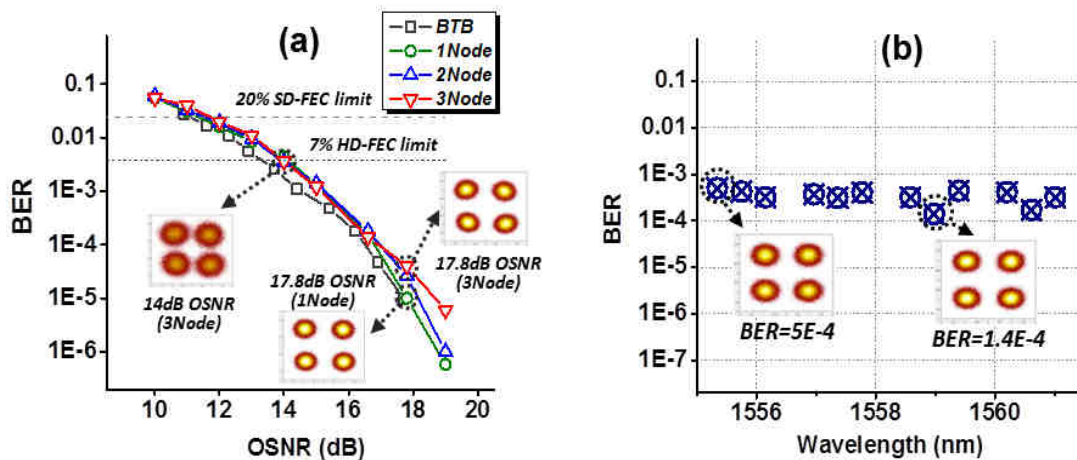 (a)
BTB
1Node
2Node
3Node
20% SD-FEC limit
7% HD-FEC limit
0.1
0.01
1E-3
1E-4
1E-5
1E-6
BER
14dB OSNR
(3Node)
17.8dB OSNR
(1Node)
17.8dB OSNR
(3Node)
10 12 14 16 18 20
OSNR (dB)
(b)
0.1
0.01
1E-3
1E-4
1E-5
1E-6
1E-7
BER
BER=5E-4
BER=1.4E-4
1556 1558 1560
Wavelength (nm)